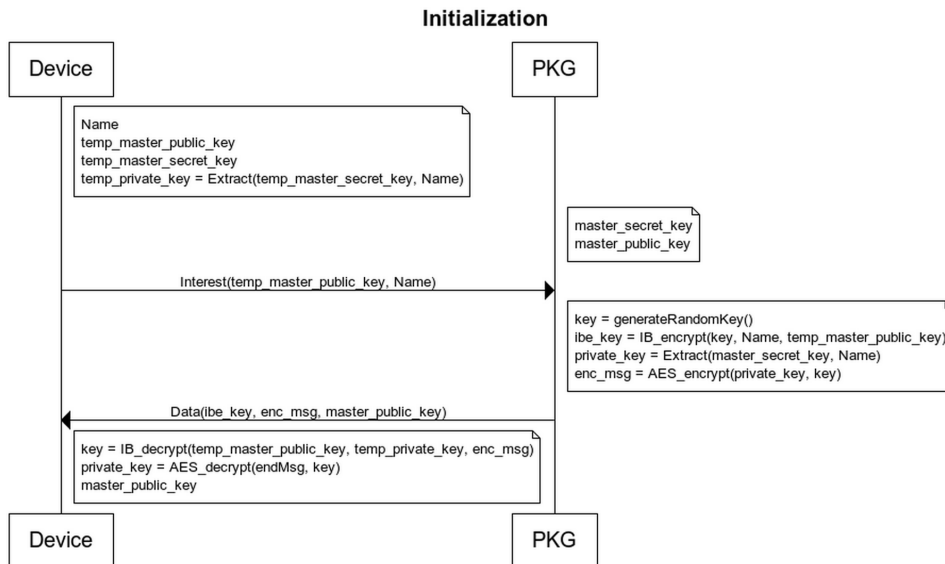 Initialization
Device
PKG
Name
temp_master_public_key
temp_master_secret_key
temp_private_key = Extract(temp_master_secret_key, Name)
master_secret_key
master_public_key
Interest(temp_master_public_key, Name)
key = generateRandomKey()
ibe_key = IB_encrypt(key, Name, temp_master_public_key)
private_key = Extract(master_secret_key, Name)
enc_msg = AES_encrypt(private_key, key)
Data(ibe_key, enc_msg, master_public_key)
key = IB_decrypt(temp_master_public_key, temp_private_key, enc_msg)
private_key = AES_decrypt(endMsg, key)
master_public_key
Device
PKG